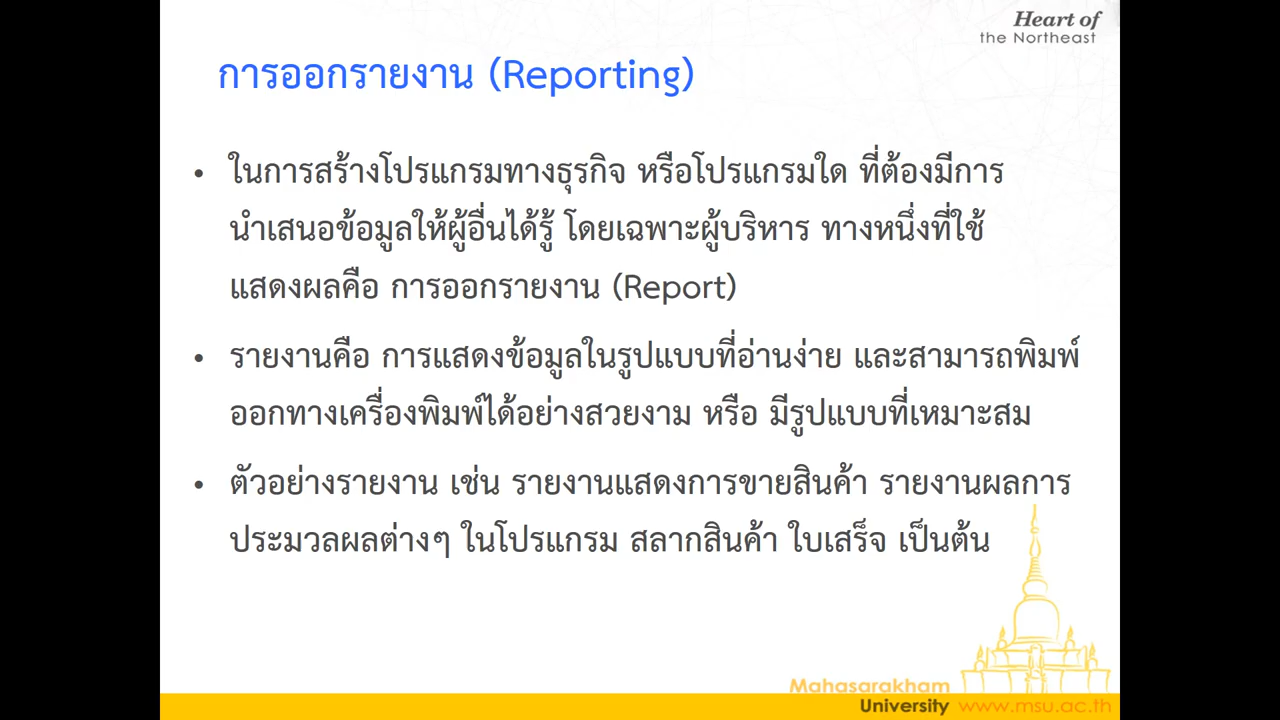 Heart of
the Northeast
การออกรายงาน (Reporting)
• ในการสร้างโปรแกรมทางธุรกิจ หรือโปรแกรมใด ที่ต้องมีการ
นำเสนอข้อมูลให้ผู้อื่นได้รู้ โดยเฉพาะผู้บริหาร ทางหนึ่งที่ใช้
แสดงผลคือ การออกรายงาน (Report)
• รายงานคือ การแสดงข้อมูลในรูปแบบที่อ่านง่าย และสามารถพิมพ์
ออกทางเครื่องพิมพ์ได้อย่างสวยงาม หรือ มีรูปแบบที่เหมาะสม
• ตัวอย่างรายงาน เช่น รายงานแสดงการขายสินค้า รายงานผลการ
ประมวลผลต่างๆ ในโปรแกรม สลากสินค้า ใบเสร็จ เป็นต้น
Mahasarakham
University www.msu.ac.th